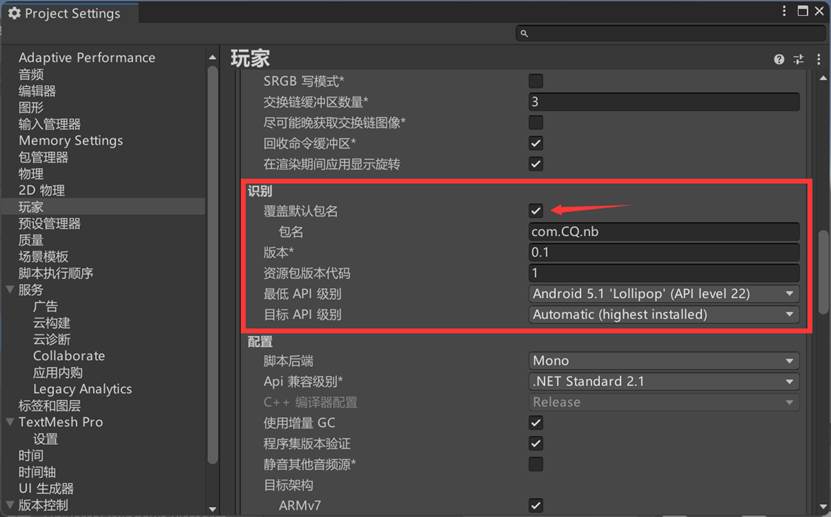 Project Settings
Adaptive Performance
音频
编辑器
图形
输入管理器
Memory Settings
包管理器
物理
2D 物理
玩家
预设管理器
质量
场景模板
脚本执行顺序
服务
广告
云构建
云诊断
Collaborate
应用内购
Legacy Analytics
标签和图层
TextMesh Pro
设置
时间
时间轴
UI 生成器
版本控制
玩家
SRGB 写模式*
交换链缓冲区数量* 3
尽可能晚获取交换链图像*
回收命令缓冲区*
在渲染期间应用显示旋转
识别
覆盖默认包名
包名 com.CQ.nb
版本* 0.1
资源包版本代码 1
最低 API 级别 Android 5.1 'Lollipop' (API level 22)
目标 API 级别 Automatic (highest installed)
配置
脚本后端 Mono
Api 兼容级别* .NET Standard 2.1
C++ 编译器配置 Release
使用增量 GC
程序集版本验证
静音其他音频源*
目标架构
ARMv7